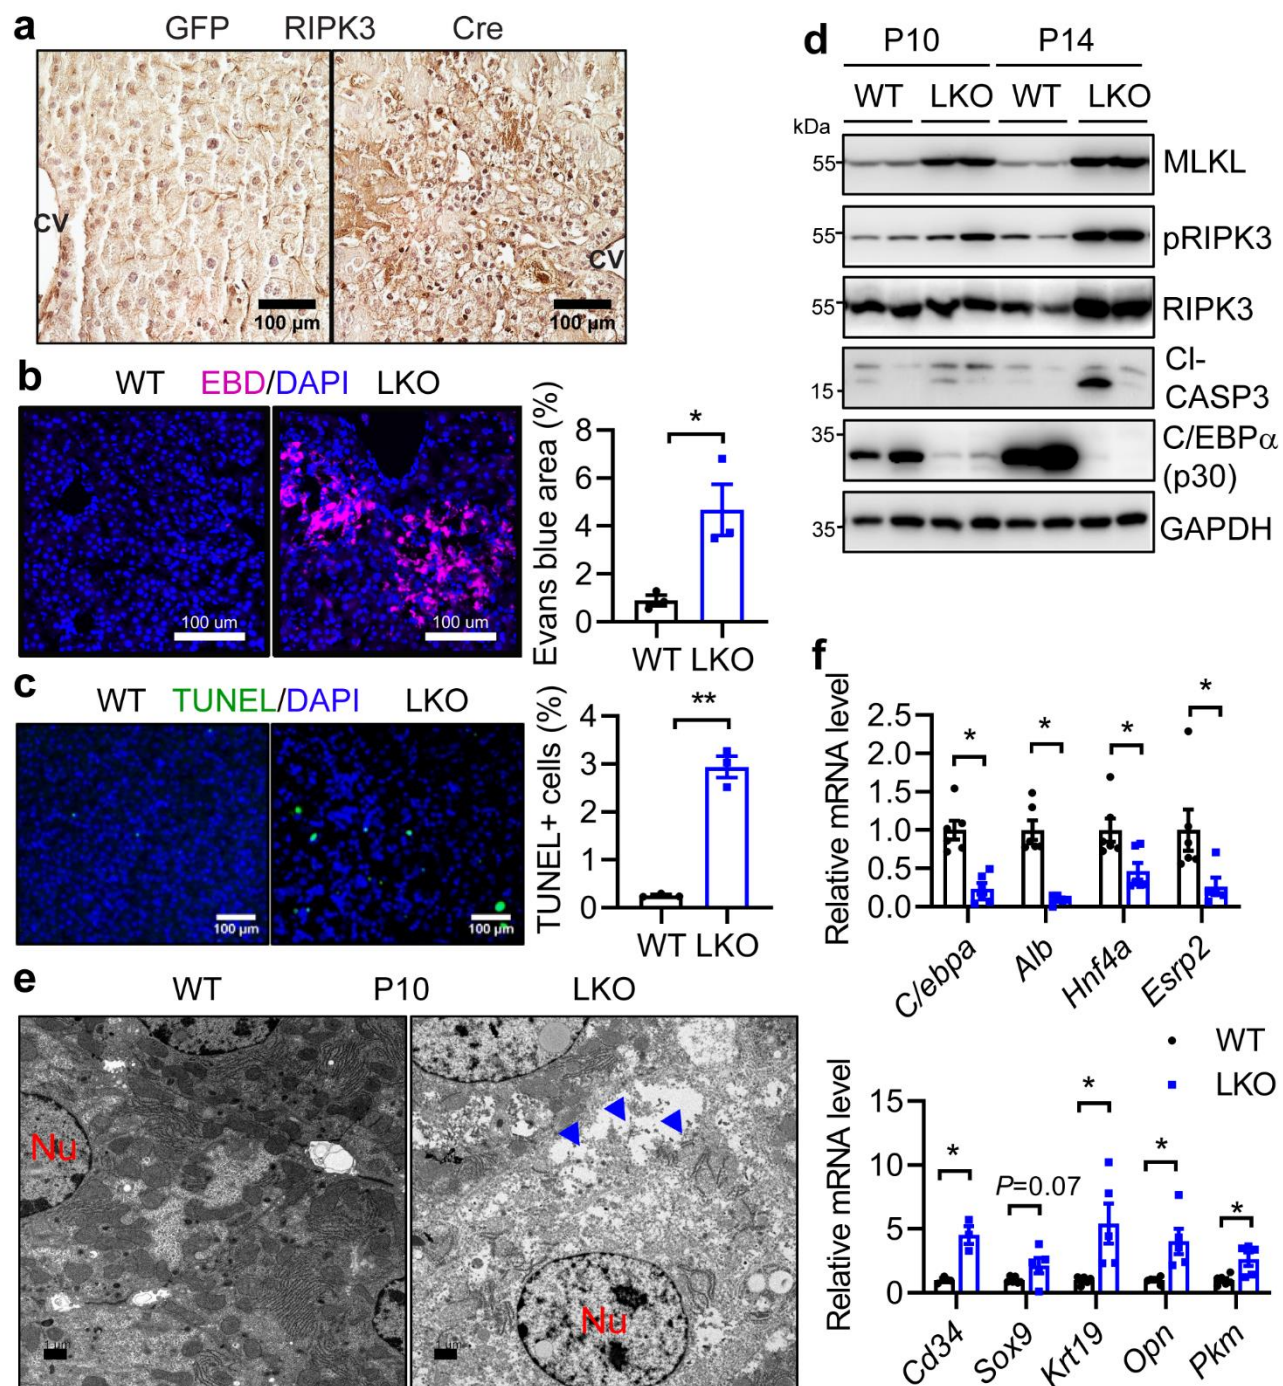 a
GFP RIPK3 Cre
CV
CV
100 µm
100 µm
b
WT EBD/DAPI LKO
100 um
100 um
Evans blue area (%)
8
6
4
2
0
*
WT LKO
c
WT TUNEL/DAPI LKO
100 µm
100 µm
TUNEL+ cells (%)
4
3
2
1
0
**
WT LKO
d
P10 P14
WT LKO WT LKO
kDa
55
MLKL
55
pRIPK3
55
RIPK3
15
Cl-
CASP3
35
C/EBPα
(p30)
35
GAPDH
e
WT P10 LKO
Nu
Nu
f
Relative mRNA level
2.5
2.0
1.5
1.0
0.5
0.0
* * * *
C/ebpa Alb Hnf4a Esrp2
WT
LKO
Relative mRNA level
15
10
5
0
* P=0.07 * * *
Cd34 Sox9 Krt19 Opn Pkm